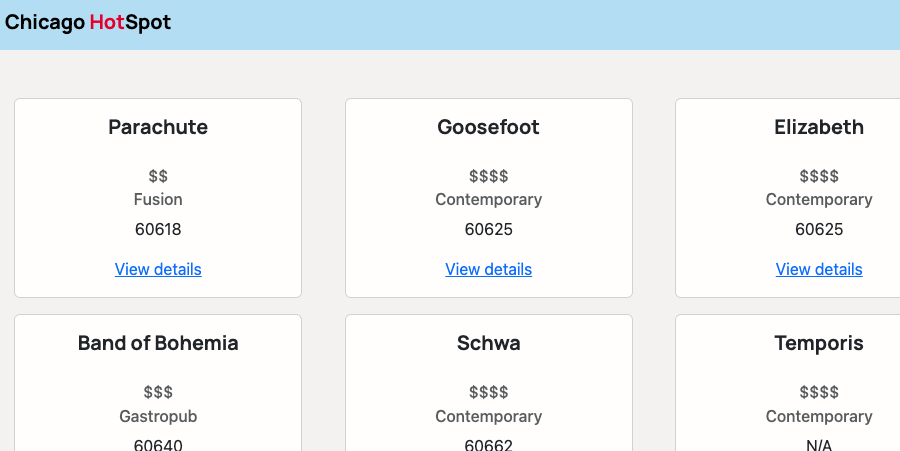 Chicago HotSpot
Parachute
$$
Fusion
60618
View details
Goosefoot
$$$$
Contemporary
60625
View details
Elizabeth
$$$$
Contemporary
60625
View details
Band of Bohemia
$$$
Gastropub
60640
Schwa
$$$$
Contemporary
60662
Temporis
$$$$
Contemporary
N/A